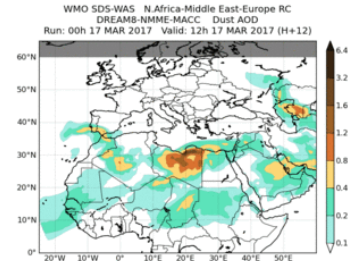 WMO SDS-WAS N.Africa-Middle East-Europe RC
DREAM8-NMME-MACC Dust AOD
Run: 00h 17 MAR 2017 Valid: 12h 17 MAR 2017 (H+12)
60°N
50°N
40°N
30°N
20°N
10°N
0°
20°W
10°W
0°
10°E
20°E
30°E
40°E
50°E
6.4
3.2
1.6
1.2
0.8
0.4
0.2
0.1